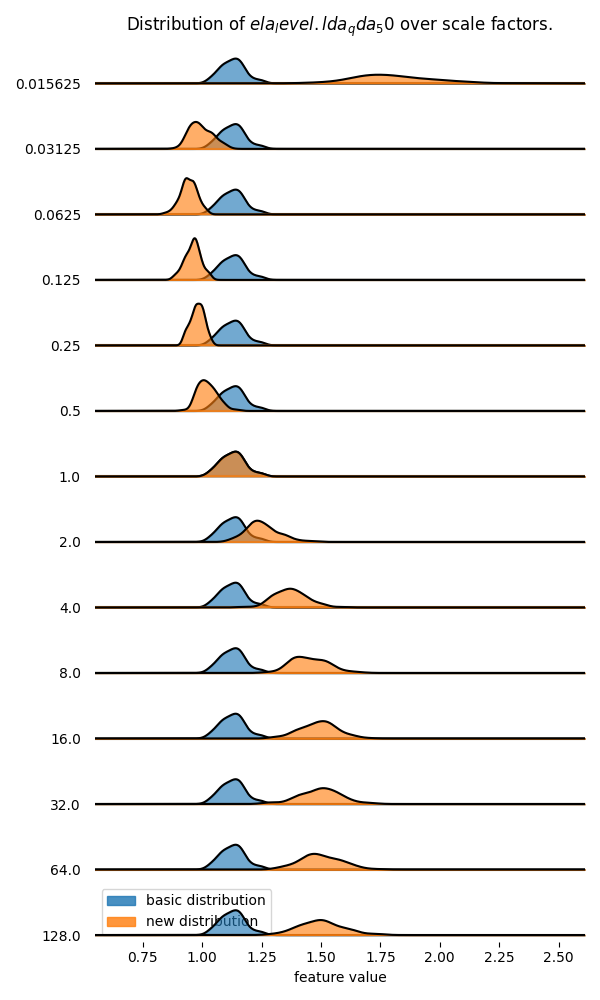 Distribution of ela_level.lda_qda_50 over scale factors.
0.015625
0.03125
0.0625
0.125
0.25
0.5
1.0
2.0
4.0
8.0
16.0
32.0
64.0
basic distribution
new distribution
128.0
0.75 1.00 1.25 1.50 1.75 2.00 2.25 2.50
feature value